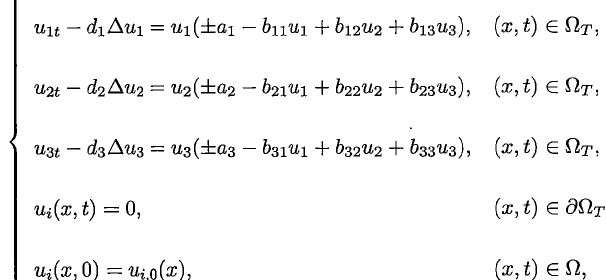 u_{1t} − d_1Δu_1 = u_1(±a_1 − b_{11}u_1 + b_{12}u_2 + b_{13}u_3), (x, t) ∈ Ω_T,
u_{2t} − d_2Δu_2 = u_2(±a_2 − b_{21}u_1 + b_{22}u_2 + b_{23}u_3), (x, t) ∈ Ω_T,
u_{3t} − d_3Δu_3 = u_3(±a_3 − b_{31}u_1 + b_{32}u_2 + b_{33}u_3), (x, t) ∈ Ω_T,
u_i(x, t) = 0, (x, t) ∈ ∂Ω_T
u_i(x, 0) = u_{i,0}(x), (x, t) ∈ Ω,